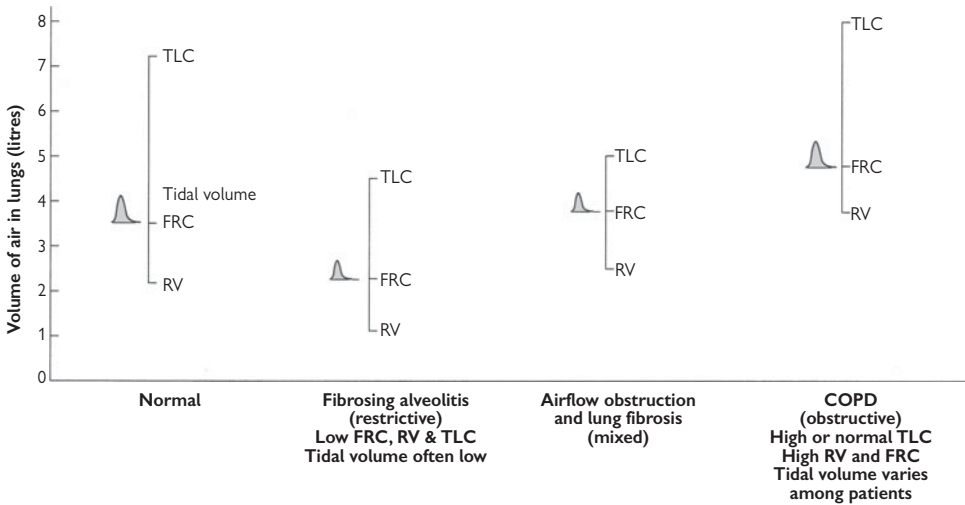 Volume of air in lungs (litres)
8
7
6
5
4
3
2
1
0
TLC
Tidal volume
FRC
RV
Normal
TLC
FRC
RV
Fibrosing alveolitis
(restrictive)
Low FRC, RV & TLC
Tidal volume often low
TLC
FRC
RV
Airflow obstruction
and lung fibrosis
(mixed)
TLC
FRC
RV
COPD
(obstructive)
High or normal TLC
High RV and FRC
Tidal volume varies
among patients